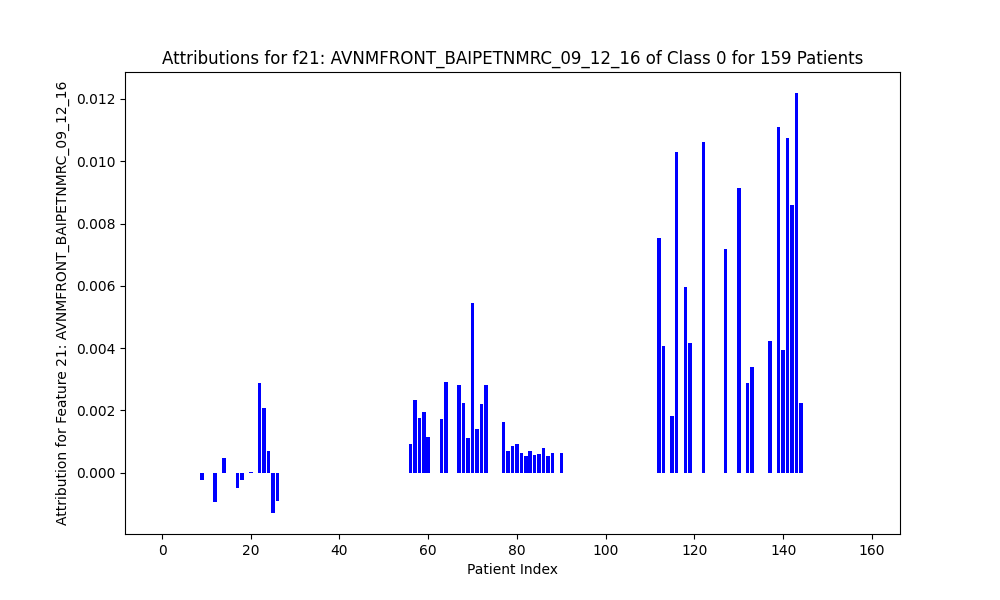 Attributions for f21: AVNMFRONT_BAIPETNMRC_09_12_16 of Class 0 for 159 Patients
Attribution for Feature 21: AVNMFRONT_BAIPETNMRC_09_12_16
0.012
0.010
0.008
0.006
0.004
0.002
0.000
0 20 40 60 80 100 120 140 160
Patient Index